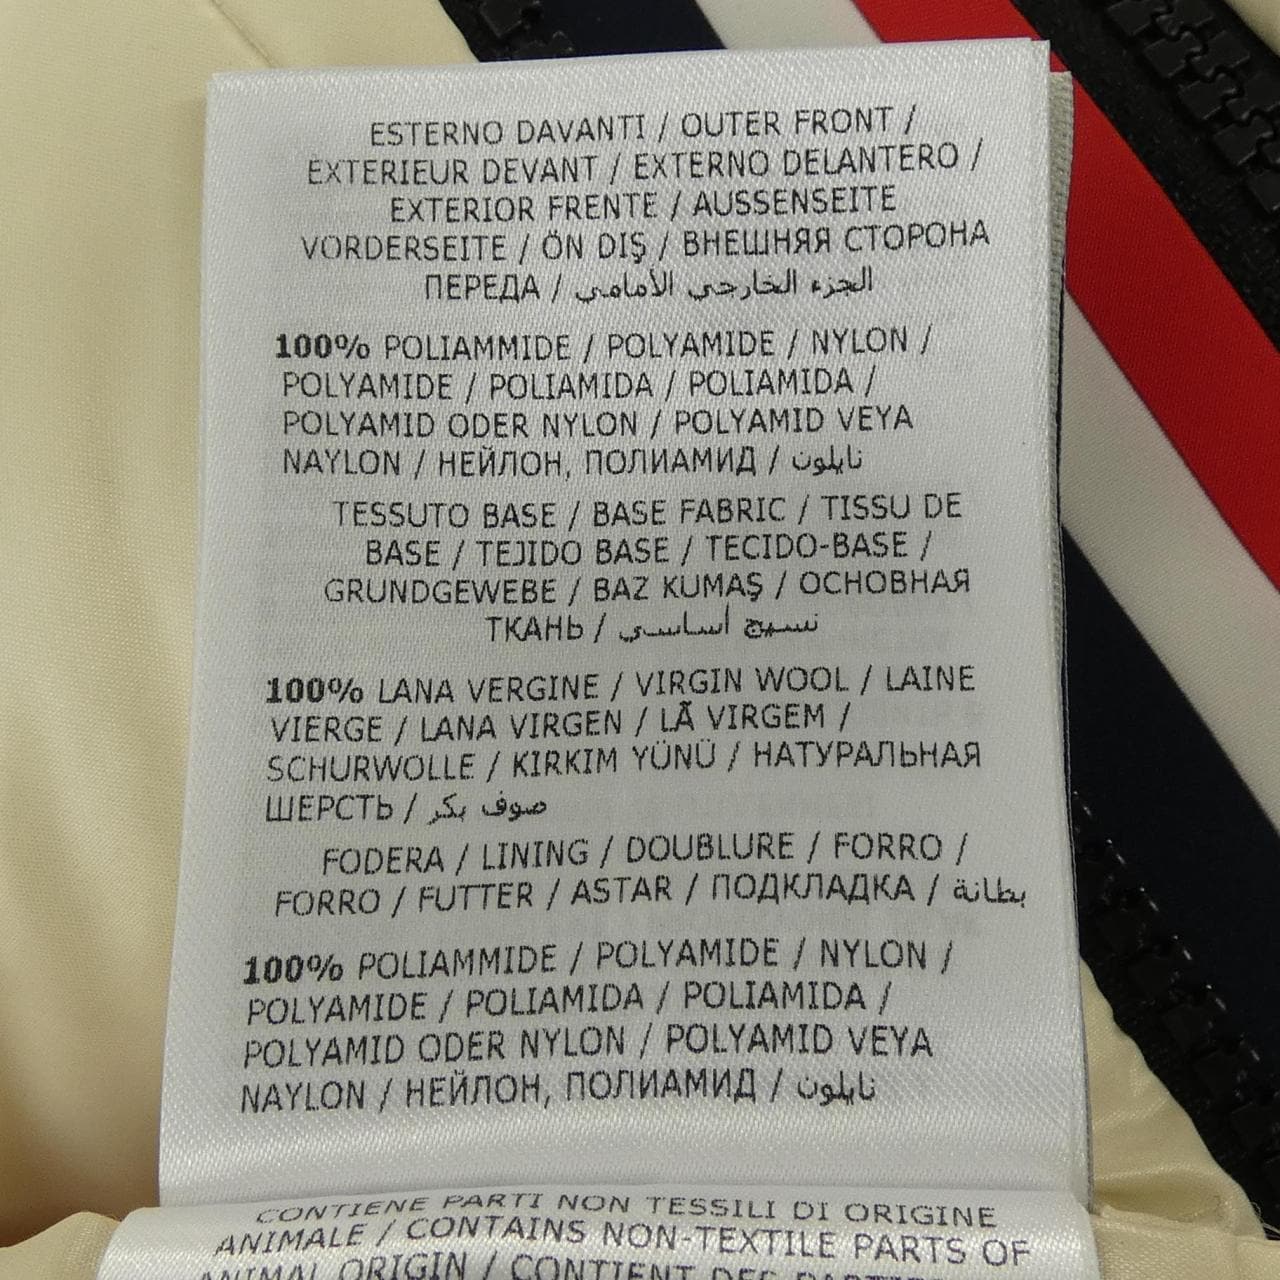 ESTERNO DAVANTI / OUTER FRONT /
EXTERIEUR DEVANT / EXTERNO DELANTERO /
EXTERIOR FRENTE / AUSSENSEITE
VORDERSEITE / ÖN DIŞ / ВНЕШНЯЯ СТОРОНА
ПЕРЕДА / الجزء الخارجي الأمامي
100% POLIAMMIDE / POLYAMIDE / NYLON /
POLYAMIDE / POLIAMIDA / POLIAMIDA /
POLYAMID ODER NYLON / POLYAMID VEYA
NAYLON / НЕЙЛОН, ПОЛИАМИД / نايلون
TESSUTO BASE / BASE FABRIC / TISSU DE
BASE / TEJIDO BASE / TECIDO-BASE /
GRUNDGEWEBE / BAZ KUMAŞ / ОСНОВНАЯ
ТКАНЬ / نسيج أساسي
100% LANA VERGINE / VIRGIN WOOL / LAINE
VIERGE / LANA VIRGEN / LÃ VIRGEM /
SCHURWOLLE / KIRKIM YÜNÜ / НАТУРАЛЬНАЯ
ШЕРСТЬ / صوف بكر
FODERA / LINING / DOUBLURE / FORRO /
FORRO / FUTTER / ASTAR / ПОДКЛАДКА / بطانة
100% POLIAMMIDE / POLYAMIDE / NYLON /
POLYAMIDE / POLIAMIDA / POLIAMIDA /
POLYAMID ODER NYLON / POLYAMID VEYA
NAYLON / НЕЙЛОН, ПОЛИАМИД / نايلون
CONTIENE PARTI NON TESSILI DI ORIGINE
ANIMALE / CONTAINS NON-TEXTILE PARTS OF
ANIMAL ORIGIN / CONTIENT DES PARTIES